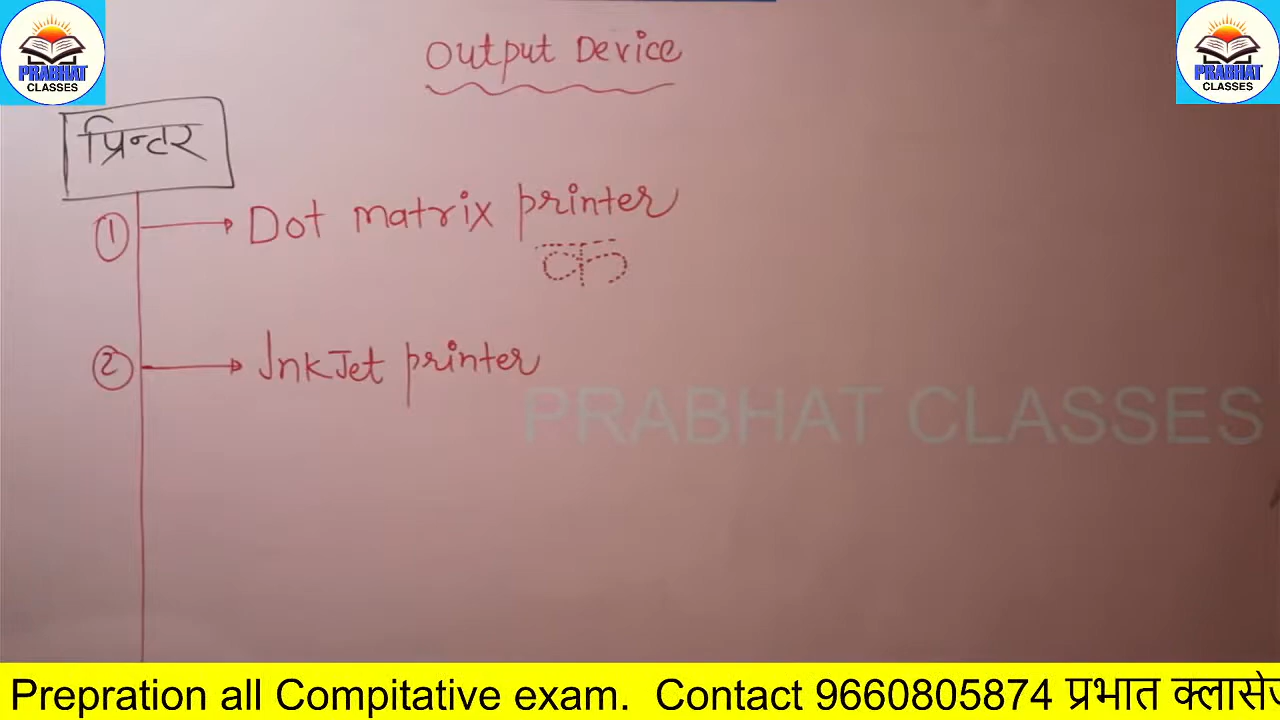 PRABHAT
CLASSES
PRABHAT
CLASSES
Output Device
प्रिन्टर
① Dot matrix printer
क
② InkJet printer
PRABHAT CLASSES
Prepration all Compitative exam. Contact 9660805874 प्रभात क्लासेज